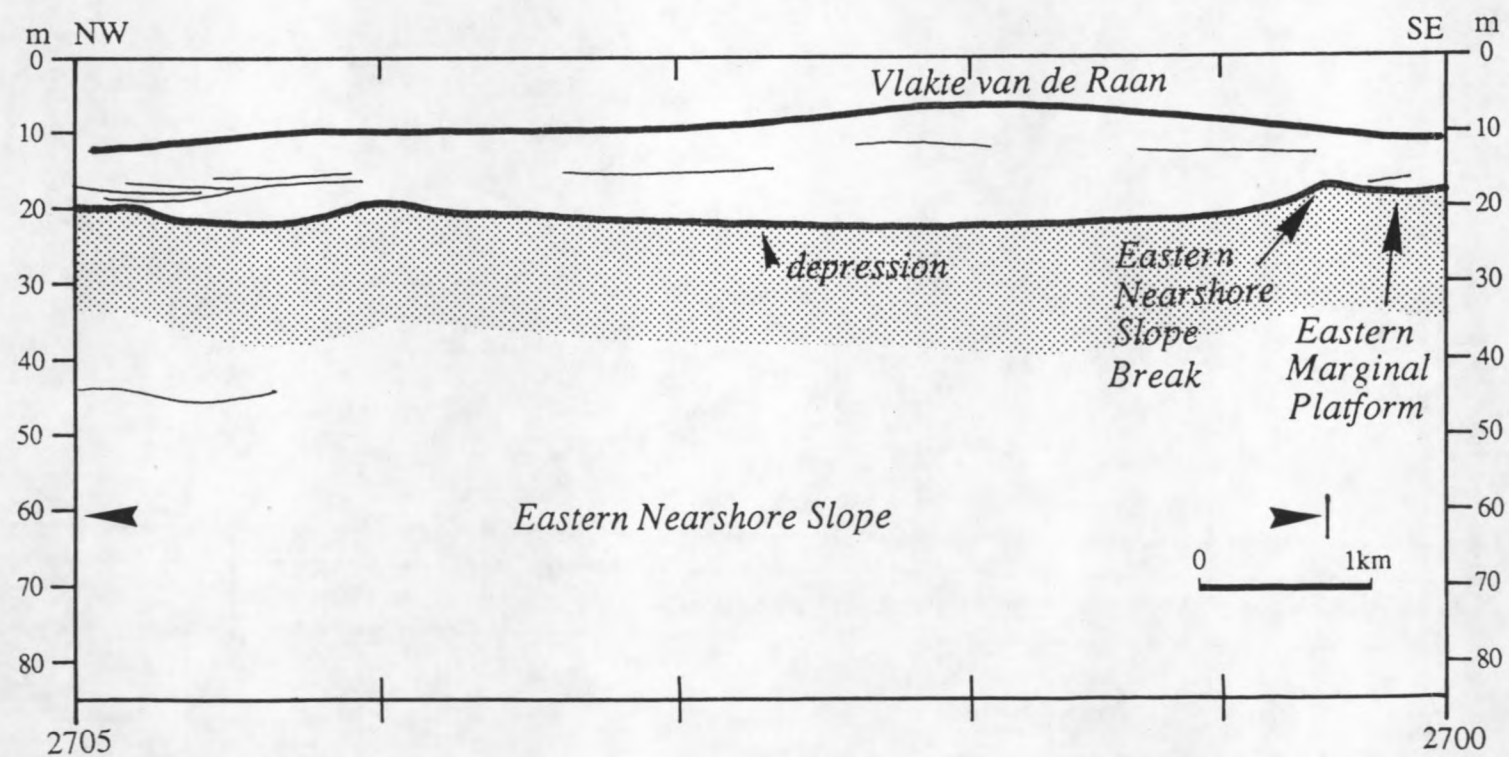 m NW
SE m
0
10
20
30
40
50
60
70
80
0
10
20
30
40
50
60
70
80
Vlakte van de Raan
depression
Eastern
Nearshore
Slope
Break
Eastern
Marginal
Platform
Eastern Nearshore Slope
0 1km
2705
2700